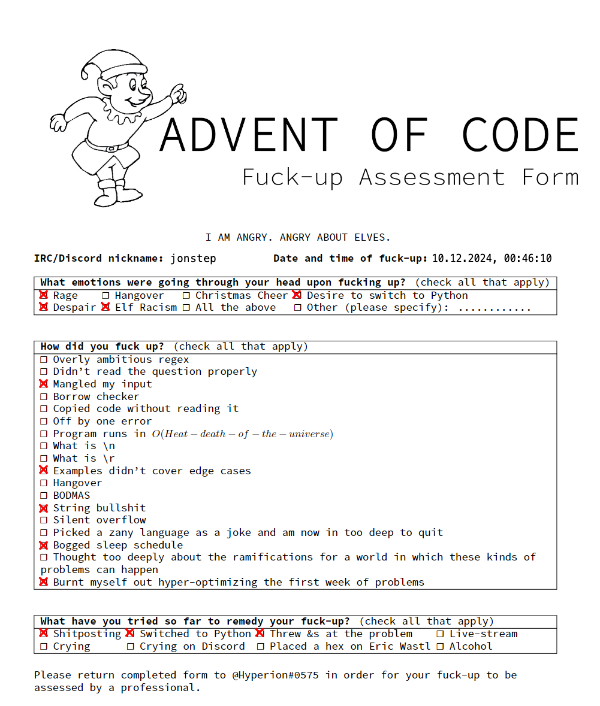 ADVENT OF CODE
Fuck-up Assessment Form
I AM ANGRY. ANGRY ABOUT ELVES.
IRC/Discord nickname: jonstep Date and time of fuck-up: 10.12.2024, 00:46:10
What emotions were going through your head upon fucking up? (check all that apply)
☒ Rage ☐ Hangover ☐ Christmas Cheer ☒ Desire to switch to Python
☒ Despair ☒ Elf Racism ☐ All the above ☐ Other (please specify): ............
How did you fuck up? (check all that apply)
☐ Overly ambitious regex
☐ Didn't read the question properly
☒ Mangled my input
☐ Borrow checker
☐ Copied code without reading it
☐ Off by one error
☐ Program runs in O(Heat − death − of − the − universe)
☐ What is \n
☐ What is \r
☒ Examples didn't cover edge cases
☐ Hangover
☐ BODMAS
☒ String bullshit
☐ Silent overflow
☐ Picked a zany language as a joke and am now in too deep to quit
☒ Bogged sleep schedule
☐ Thought too deeply about the ramifications for a world in which these kinds of
problems can happen
☒ Burnt myself out hyper-optimizing the first week of problems
What have you tried so far to remedy your fuck-up? (check all that apply)
☒ Shitposting ☒ Switched to Python ☒ Threw &s at the problem ☐ Live-stream
☐ Crying ☐ Crying on Discord ☐ Placed a hex on Eric Wastl ☐ Alcohol
Please return completed form to @Hyperion#0575 in order for your fuck-up to be
assessed by a professional.